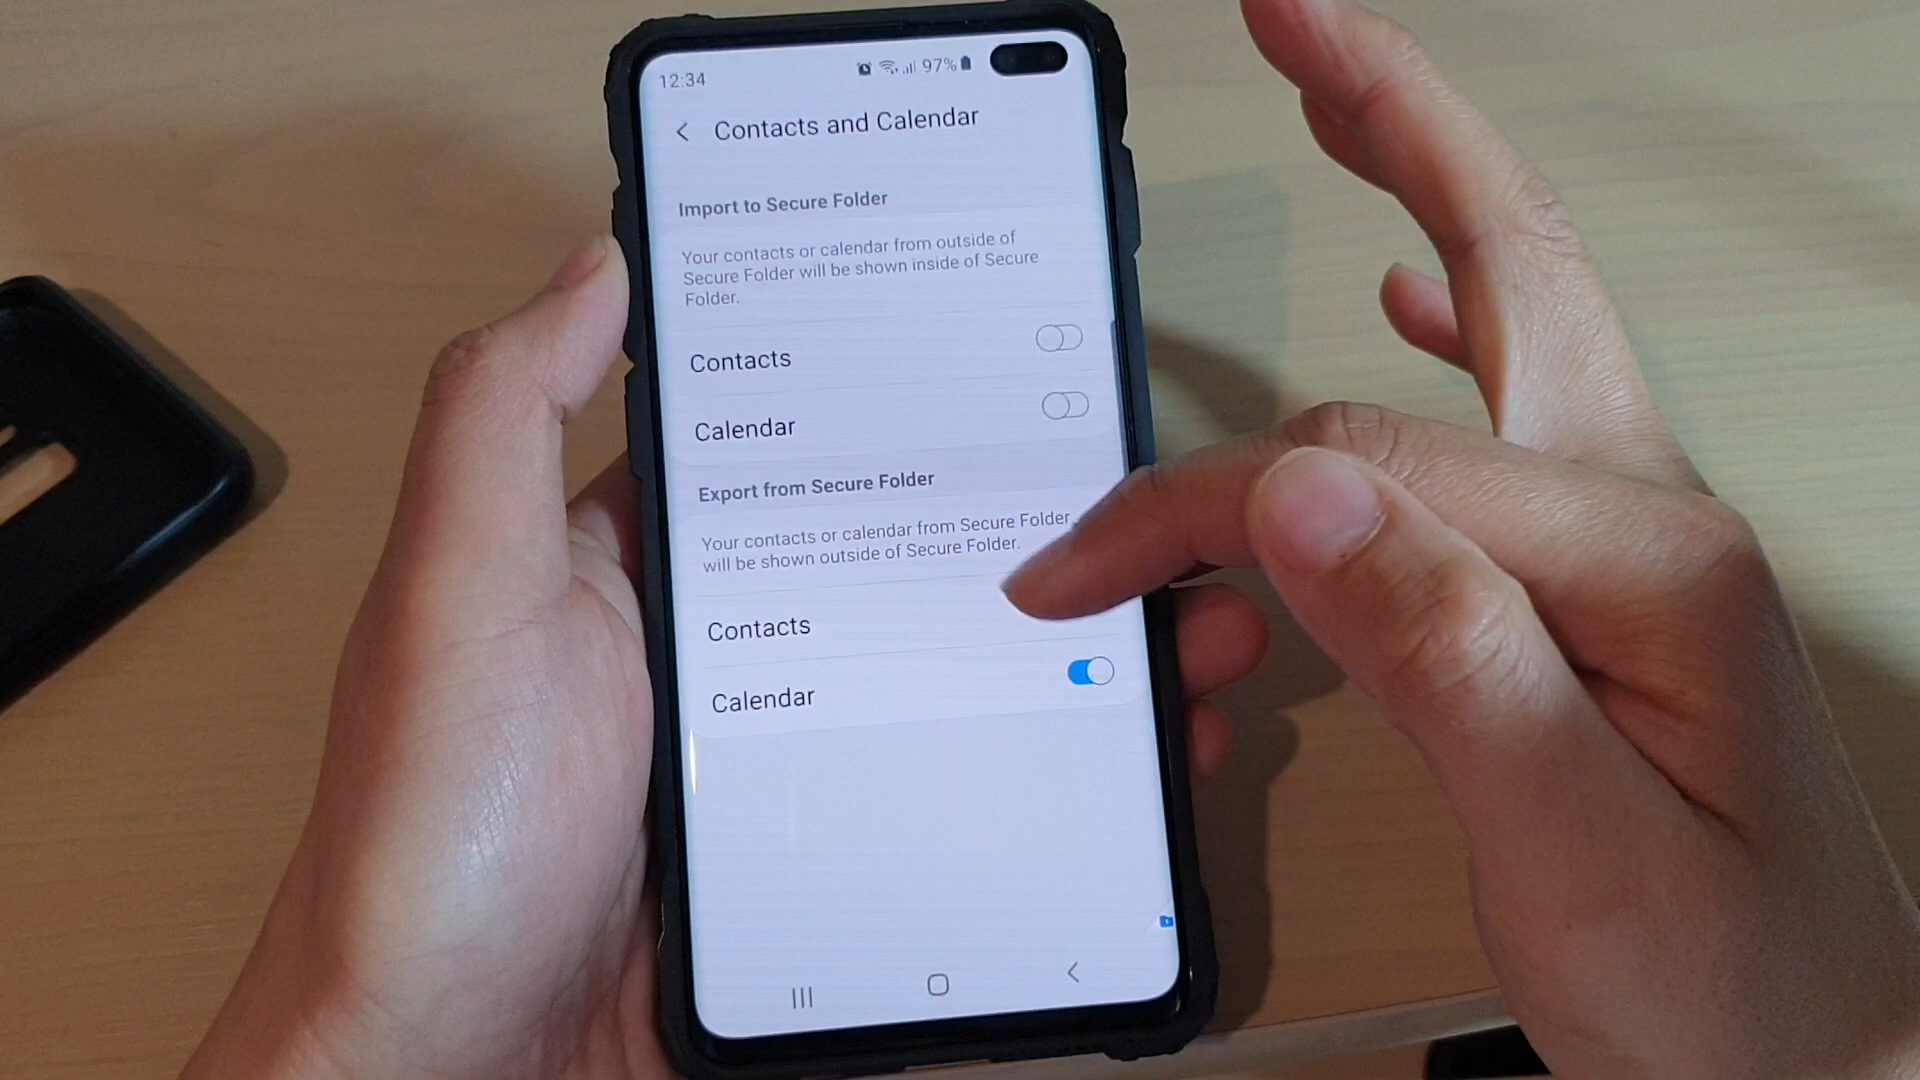 12:34
97%
Contacts and Calendar
Import to Secure Folder
Your contacts or calendar from outside of
Secure Folder will be shown inside of Secure
Folder.
Contacts
Calendar
Export from Secure Folder
Your contacts or calendar from Secure Folder
will be shown outside of Secure Folder.
Contacts
Calendar